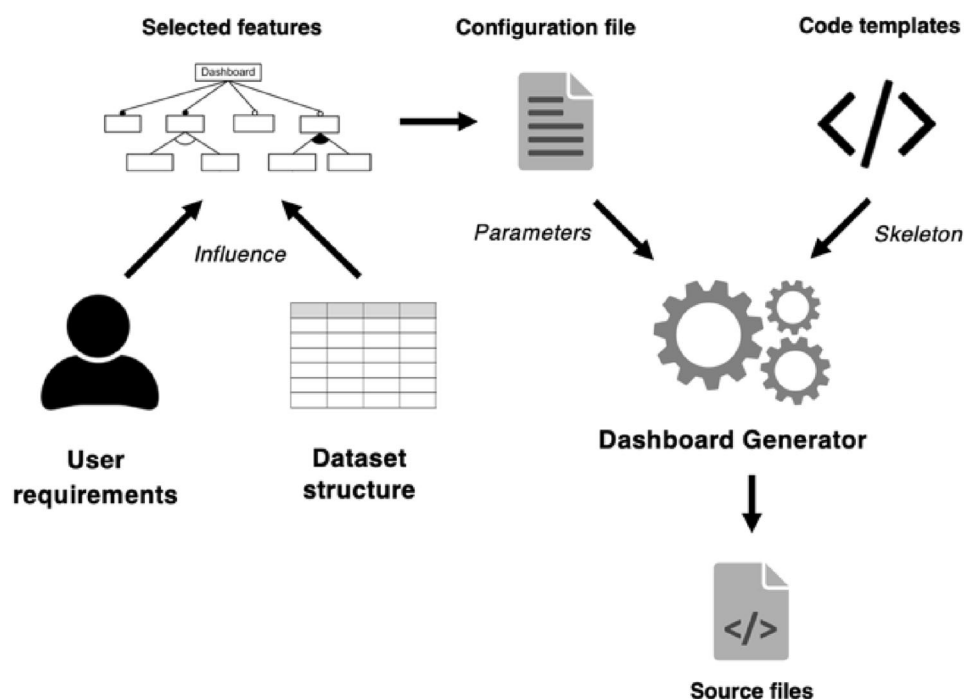 Selected features
Configuration file
Code templates
Dashboard
Influence
Parameters
Skeleton
User
requirements
Dataset
structure
Dashboard Generator
</>
Source files